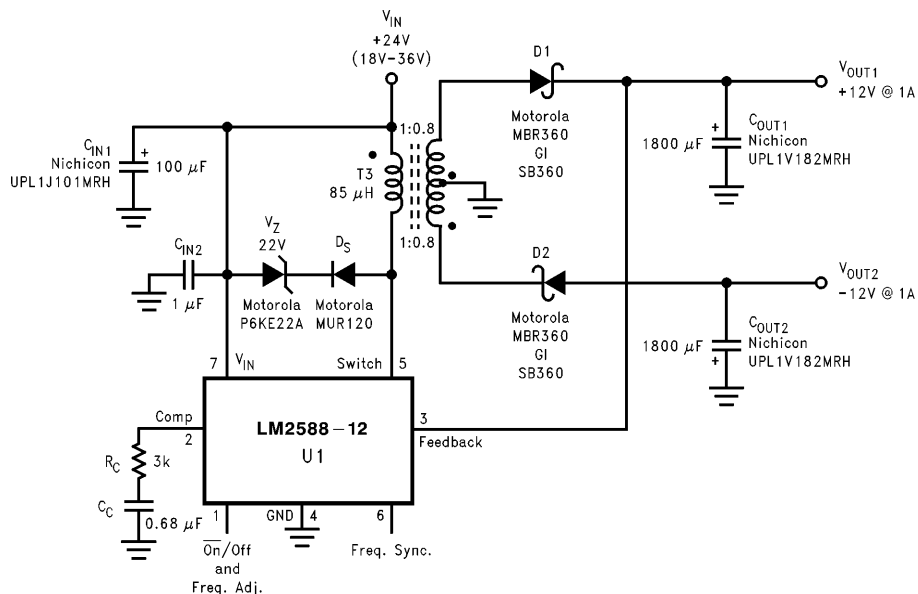 V_IN
+24V
(18V-36V)
D1
Motorola
MBR360
GI
SB360
V_OUT1
+12V @ 1A
C_OUT1
Nichicon
UPL1V182MRH
+
1800 μF
C_IN1
Nichicon
UPL1J101MRH
+
100 μF
1:0.8
T3
85 μH
1:0.8
V_Z
22V
Motorola
P6KE22A
D_S
Motorola
MUR120
C_IN2
1 μF
D2
Motorola
MBR360
GI
SB360
V_OUT2
-12V @ 1A
C_OUT2
Nichicon
UPL1V182MRH
1800 μF
+
7
V_IN
Switch
5
Comp
2
LM2588-12
U1
3
Feedback
R_C
3k
C_C
0.68 μF
1
GND
4
6
O̅n̅/Off
and
Freq. Adj.
Freq. Sync.